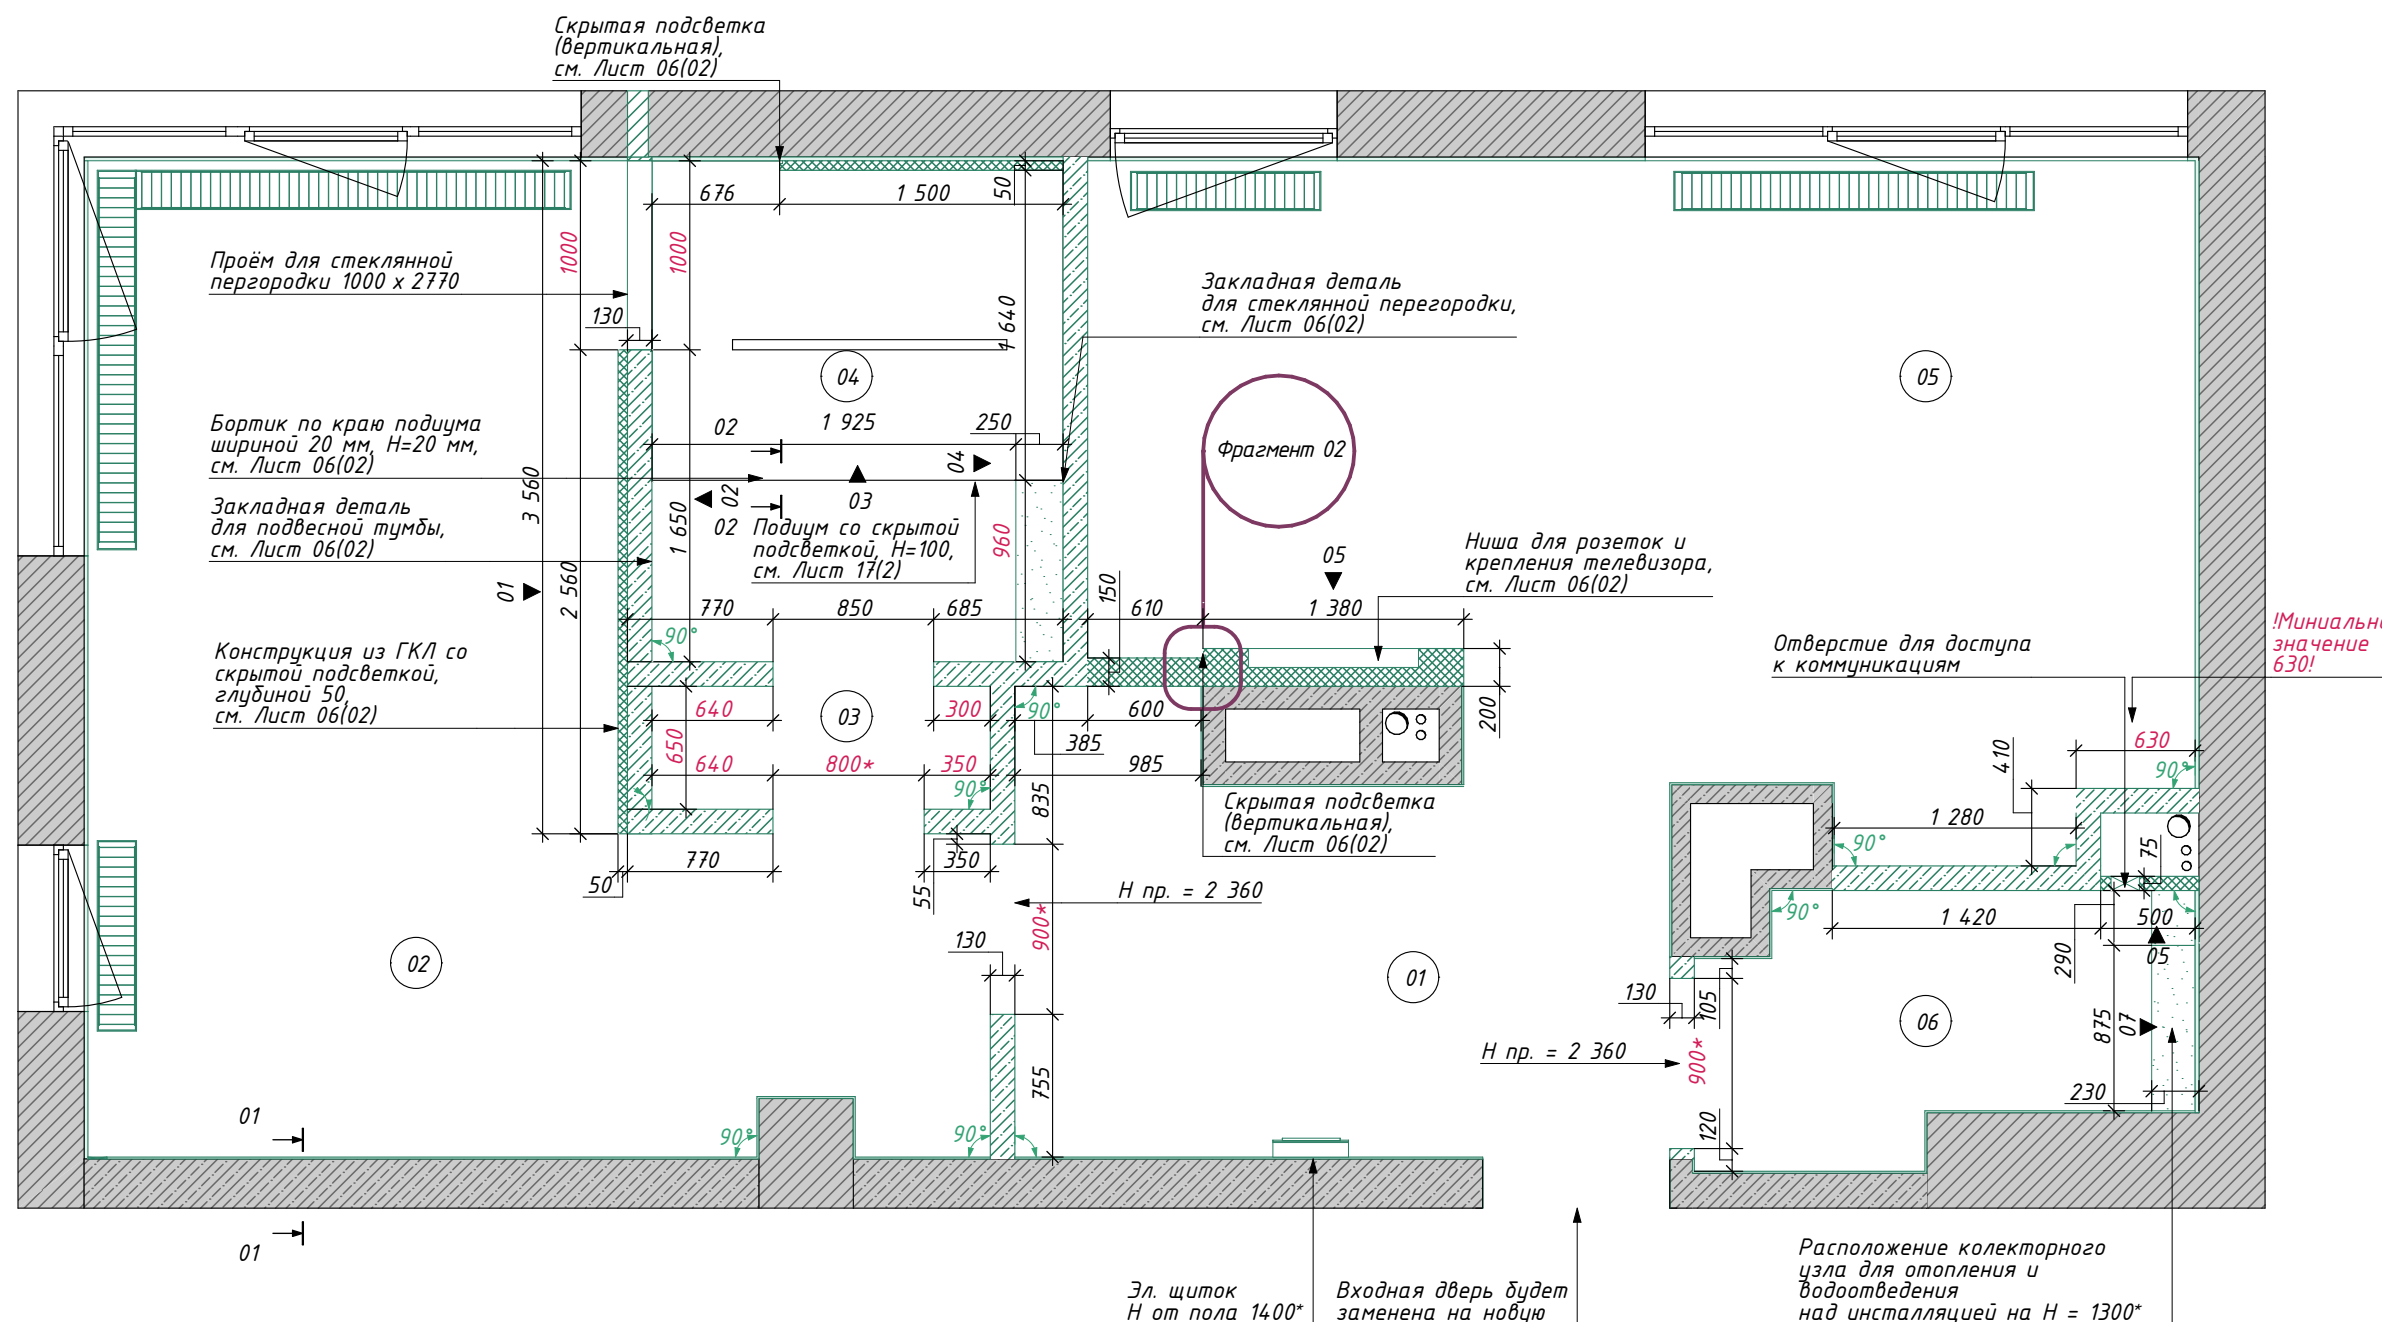 Скрытая подсветка
(вертикальная),
см. Лист 06(02)
676
1 500
50
1000
1000
Проём для стеклянной
пергородки 1000 х 2770
130
1 640
Закладная деталь
для стеклянной перегородки,
см. Лист 06(02)
04
05
1 925
250
02
04
Фрагмент 02
Бортик по краю подиума
шириной 20 мм, Н=20 мм,
см. Лист 06(02)
3 560
Закладная деталь
для подвесной тумбы,
см. Лист 06(02)
02
03
02
1 650
Подиум со скрытой
подсветкой, Н=100,
см. Лист 17(2)
960
05
Ниша для розеток и
крепления телевизора,
см. Лист 06(02)
01
2 560
150
770
850
685
610
1 380
90°
Конструкция из ГКЛ со
скрытой подсветкой,
глубиной 50,
см. Лист 06(02)
Отверстие для доступа
к коммуникациям
!Миниально
значение
630!
640
03
300
90°
600
200
385
650
640
800*
350
985
90°
835
410
630
90°
Скрытая подсветка
(вертикальная),
см. Лист 06(02)
1 280
90°
75
50
770
55
350
Н пр. = 2 360
900*
90°
1 420
500
02
130
01
290
05
130
105
875
07
06
Н пр. = 2 360
900*
755
230
01
90°
90°
120
01
Эл. щиток
Н от пола 1400*
Входная дверь будет
заменена на новую
Расположение колекторного
узла для отопления и
водоотведения
над инсталляцией на Н = 1300*